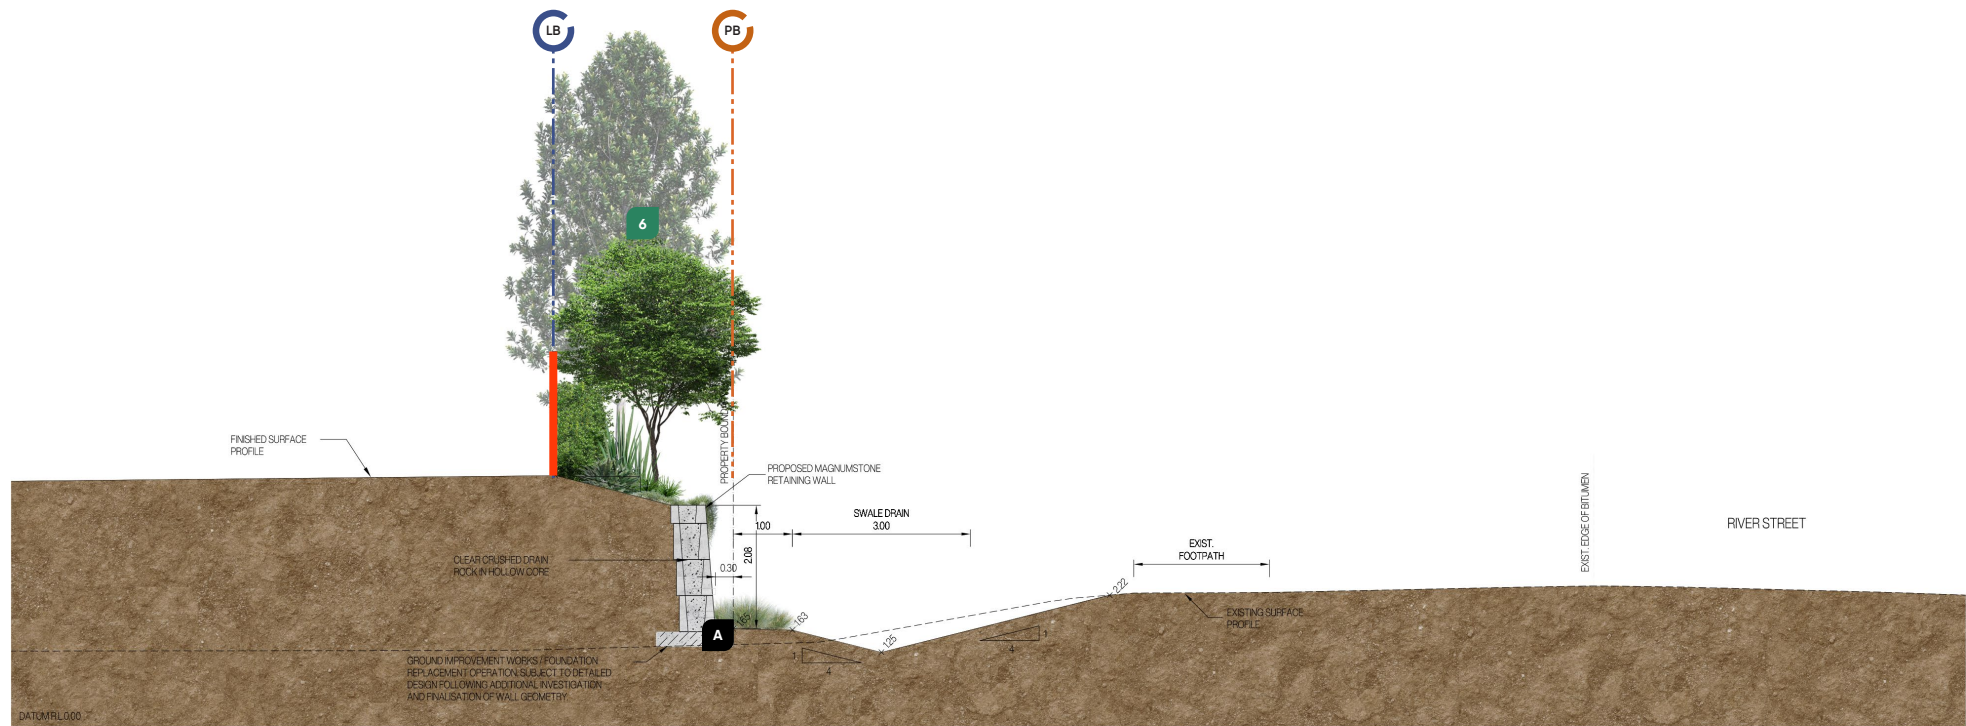 LB
PB
6
FINISHED SURFACE
PROFILE
PROPERTY
PROPOSED MAGNUMSTONE
RETAINING WALL
SWALE DRAIN
1.00
3.00
2.08
0.30
CLEAR CRUSHED DRAIN
ROCK IN HOLLOW CORE
EXIST.
FOOTPATH
EXIST. EDGE OF BITUMEN
RIVER STREET
2.22
EXISTING SURFACE
PROFILE
1.65
1.63
1.25
A
1
4
1
4
GROUND IMPROVEMENT WORKS / FOUNDATION
REPLACEMENT OPERATION. SUBJECT TO DETAILED
DESIGN FOLLOWING ADDITIONAL INVESTIGATION
AND FINALISATION OF WALL GEOMETRY
DATUM R.L. 0.00